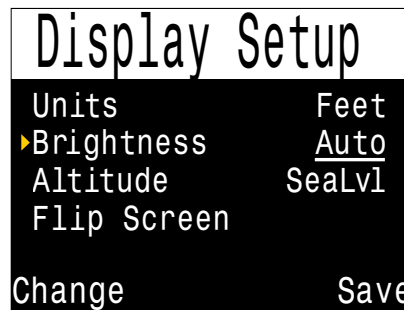 Display Setup
Units Feet
Brightness Auto
Altitude SeaLvl
Flip Screen
Change Save